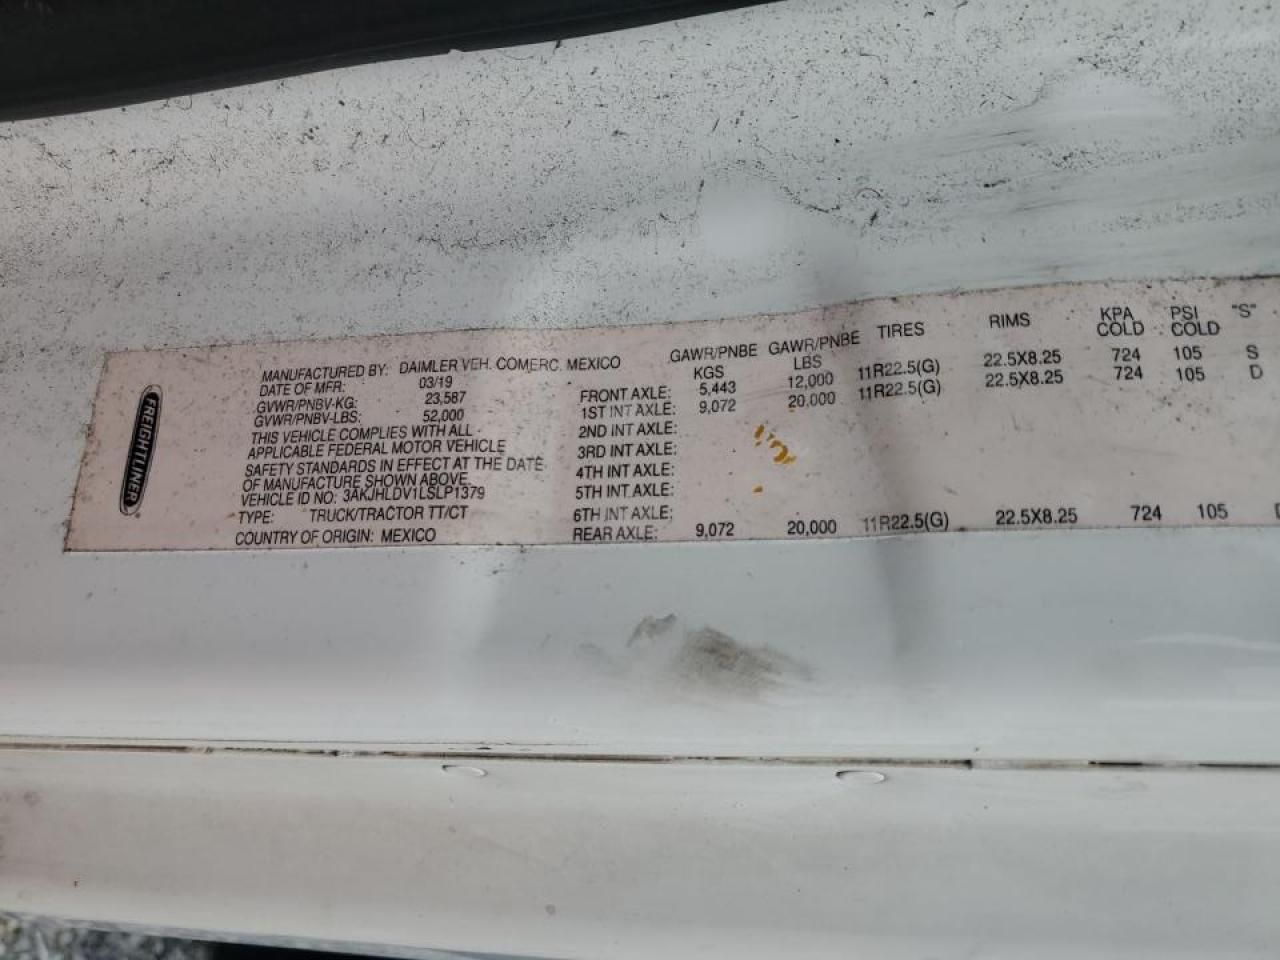 FREIGHTLINER
MANUFACTURED BY: DAIMLER VEH. COMERC. MEXICO
DATE OF MFR: 03/19
GVWR/PNBV-KG: 23,587
GVWR/PNBV-LBS: 52,000
THIS VEHICLE COMPLIES WITH ALL
APPLICABLE FEDERAL MOTOR VEHICLE
SAFETY STANDARDS IN EFFECT AT THE DATE
OF MANUFACTURE SHOWN ABOVE.
VEHICLE ID NO: 3AKJHLDV1LSLP1379
TYPE: TRUCK/TRACTOR TT/CT
COUNTRY OF ORIGIN: MEXICO
GAWR/PNBE GAWR/PNBE TIRES RIMS KPA PSI "S"
KGS LBS COLD COLD
FRONT AXLE: 5,443 12,000 11R22.5(G) 22.5X8.25 724 105 S
1ST INT AXLE: 9,072 20,000 11R22.5(G) 22.5X8.25 724 105 D
2ND INT AXLE:
3RD INT AXLE:
4TH INT AXLE:
5TH INT AXLE:
6TH INT AXLE:
REAR AXLE: 9,072 20,000 11R22.5(G) 22.5X8.25 724 105